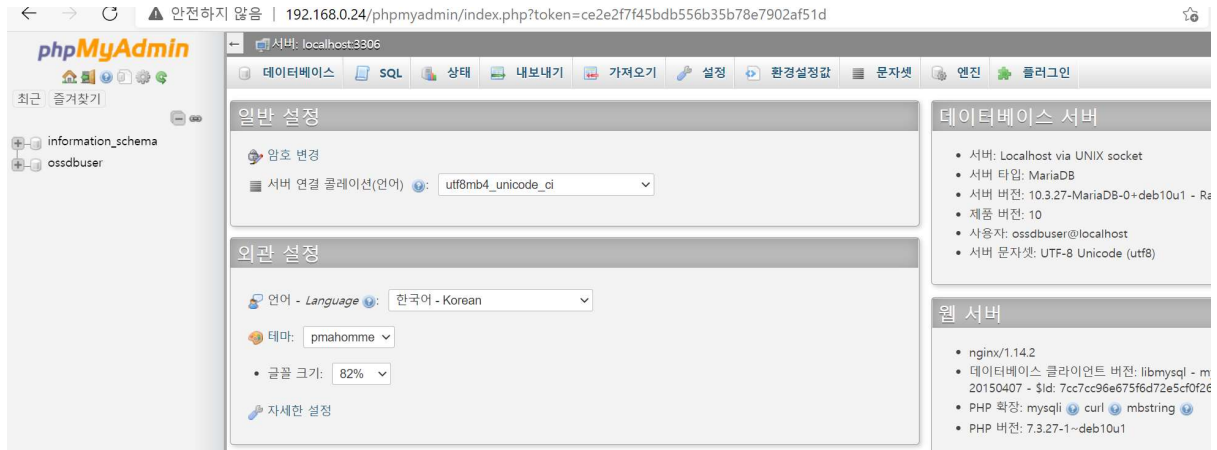 안전하지 않음 | 192.168.0.24/phpmyadmin/index.php?token=ce2e2f7f45bdb556b35b78e7902af51d
phpMyAdmin
최근 즐겨찾기
information_schema
ossdbuser
서버: localhost:3306
데이터베이스 SQL 상태 내보내기 가져오기 설정 환경설정값 문자셋 엔진 플러그인
일반 설정
암호 변경
서버 연결 콜레이션(언어) : utf8mb4_unicode_ci
외관 설정
언어 - Language : 한국어 - Korean
테마: pmahomme
글꼴 크기: 82%
자세한 설정
데이터베이스 서버
서버: Localhost via UNIX socket
서버 타입: MariaDB
서버 버전: 10.3.27-MariaDB-0+deb10u1 - Ra
제품 버전: 10
사용자: ossdbuser@localhost
서버 문자셋: UTF-8 Unicode (utf8)
웹 서버
nginx/1.14.2
데이터베이스 클라이언트 버전: libmysql - m
20150407 - $Id: 7cc7cc96e675f6d72e5cf0f26
PHP 확장: mysqli curl mbstring
PHP 버전: 7.3.27-1~deb10u1